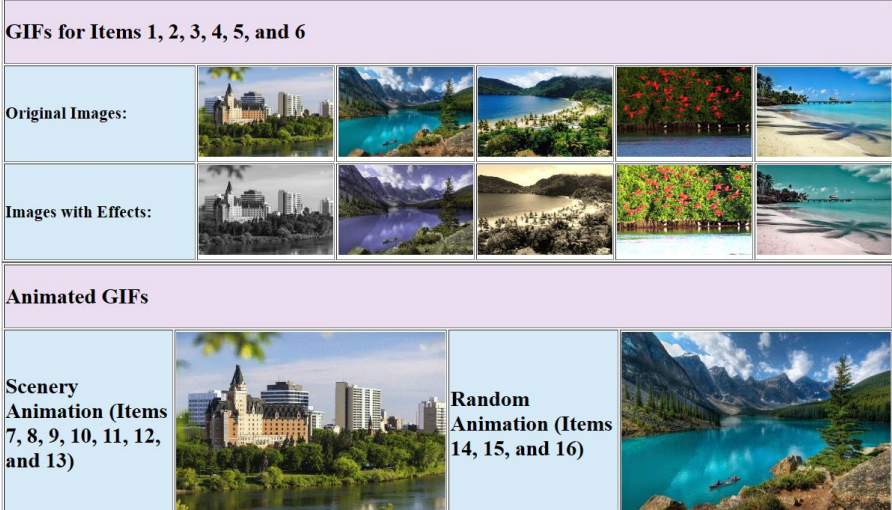 GIFs for Items 1, 2, 3, 4, 5, and 6
Original Images:
Images with Effects:
Animated GIFs
Scenery
Animation (Items
7, 8, 9, 10, 11, 12,
and 13)
Random
Animation (Items
14, 15, and 16)